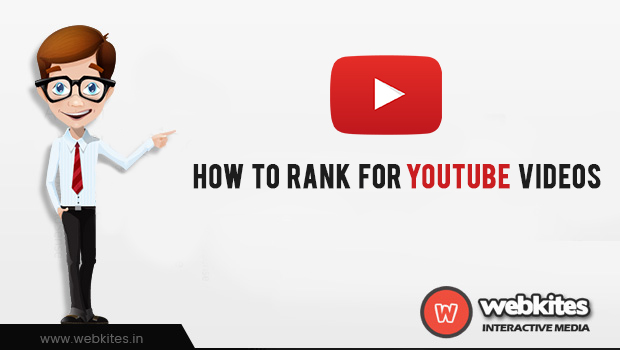 HOW TO RANK FOR YOUTUBE VIDEOS
W webkites
INTERACTIVE MEDIA
www.webkites.in